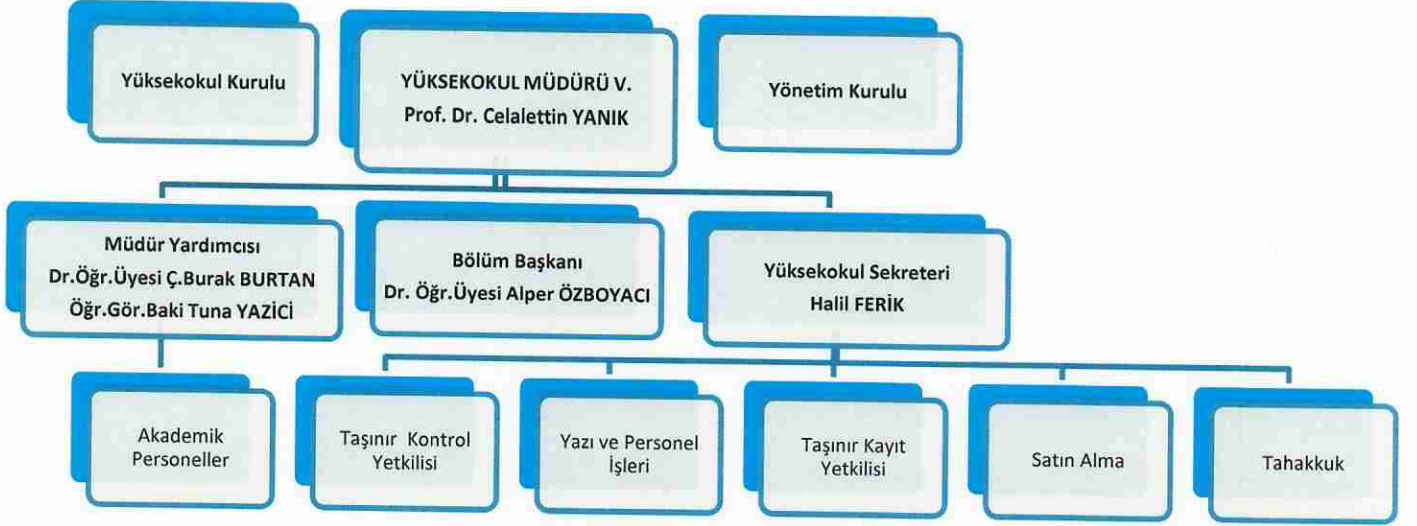 Yüksekokul Kurulu
YÜKSEKOKUL MÜDÜRÜ V.
Prof. Dr. Celalettin YANIK
Yönetim Kurulu
Müdür Yardımcısı
Dr.Öğr.Üyesi Ç.Burak BURTAN
Öğr.Gör.Baki Tuna YAZİCİ
Bölüm Başkanı
Dr. Öğr.Üyesi Alper ÖZBOYACI
Yüksekokul Sekreteri
Halil FERİK
Akademik
Personeller
Taşınır Kontrol
Yetkilisi
Yazı ve Personel
İşleri
Taşınır Kayıt
Yetkilisi
Satın Alma
Tahakkuk